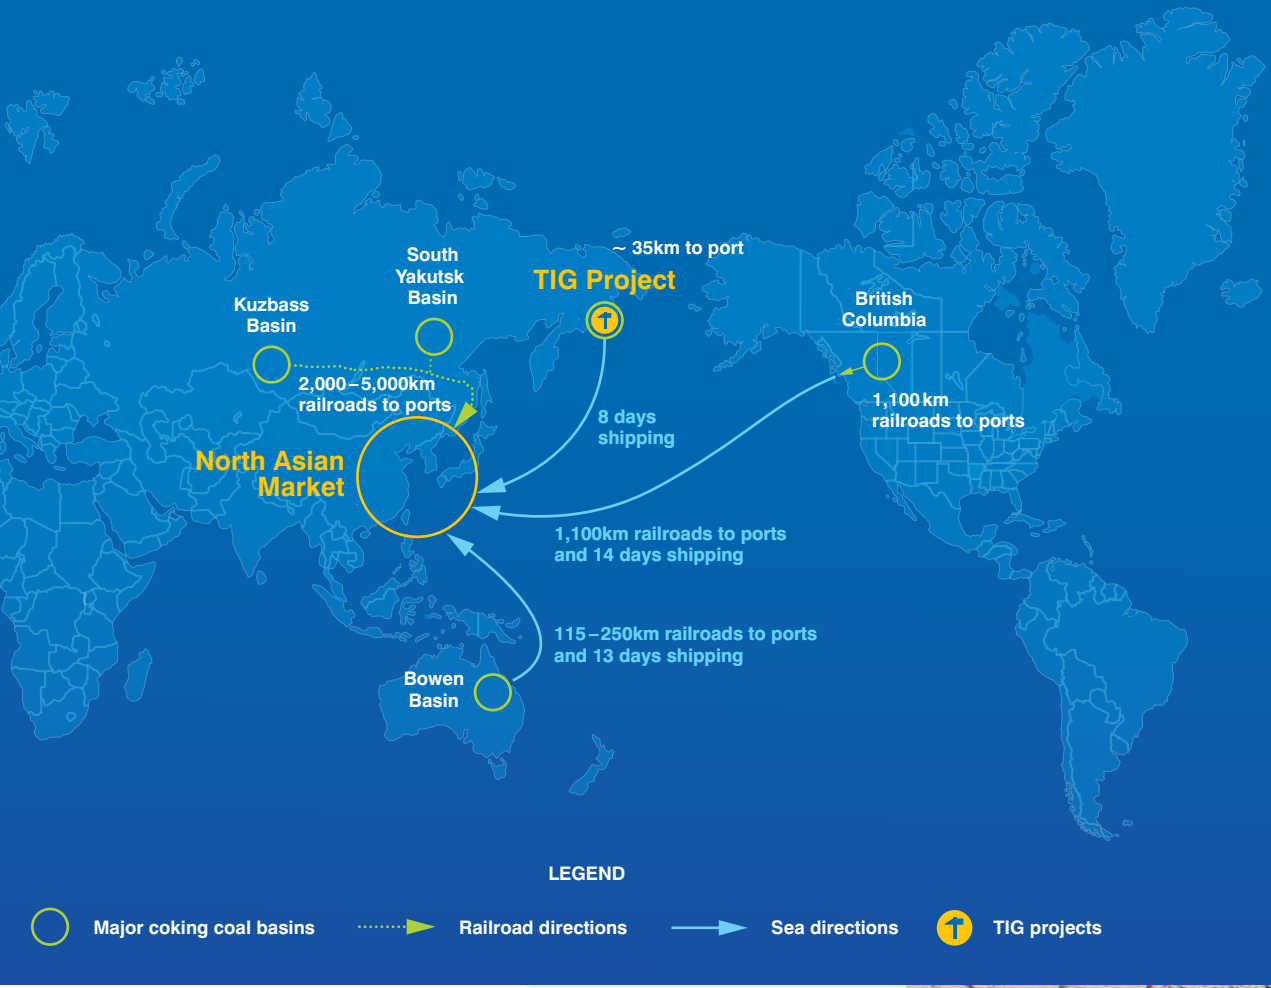 ~ 35km to port
TIG Project
South
Yakutsk
Basin
Kuzbass
Basin
British
Columbia
2,000–5,000km
railroads to ports
1,100 km
railroads to ports
8 days
shipping
North Asian
Market
1,100km railroads to ports
and 14 days shipping
115–250km railroads to ports
and 13 days shipping
Bowen
Basin
LEGEND
Major coking coal basins
Railroad directions
Sea directions
TIG projects